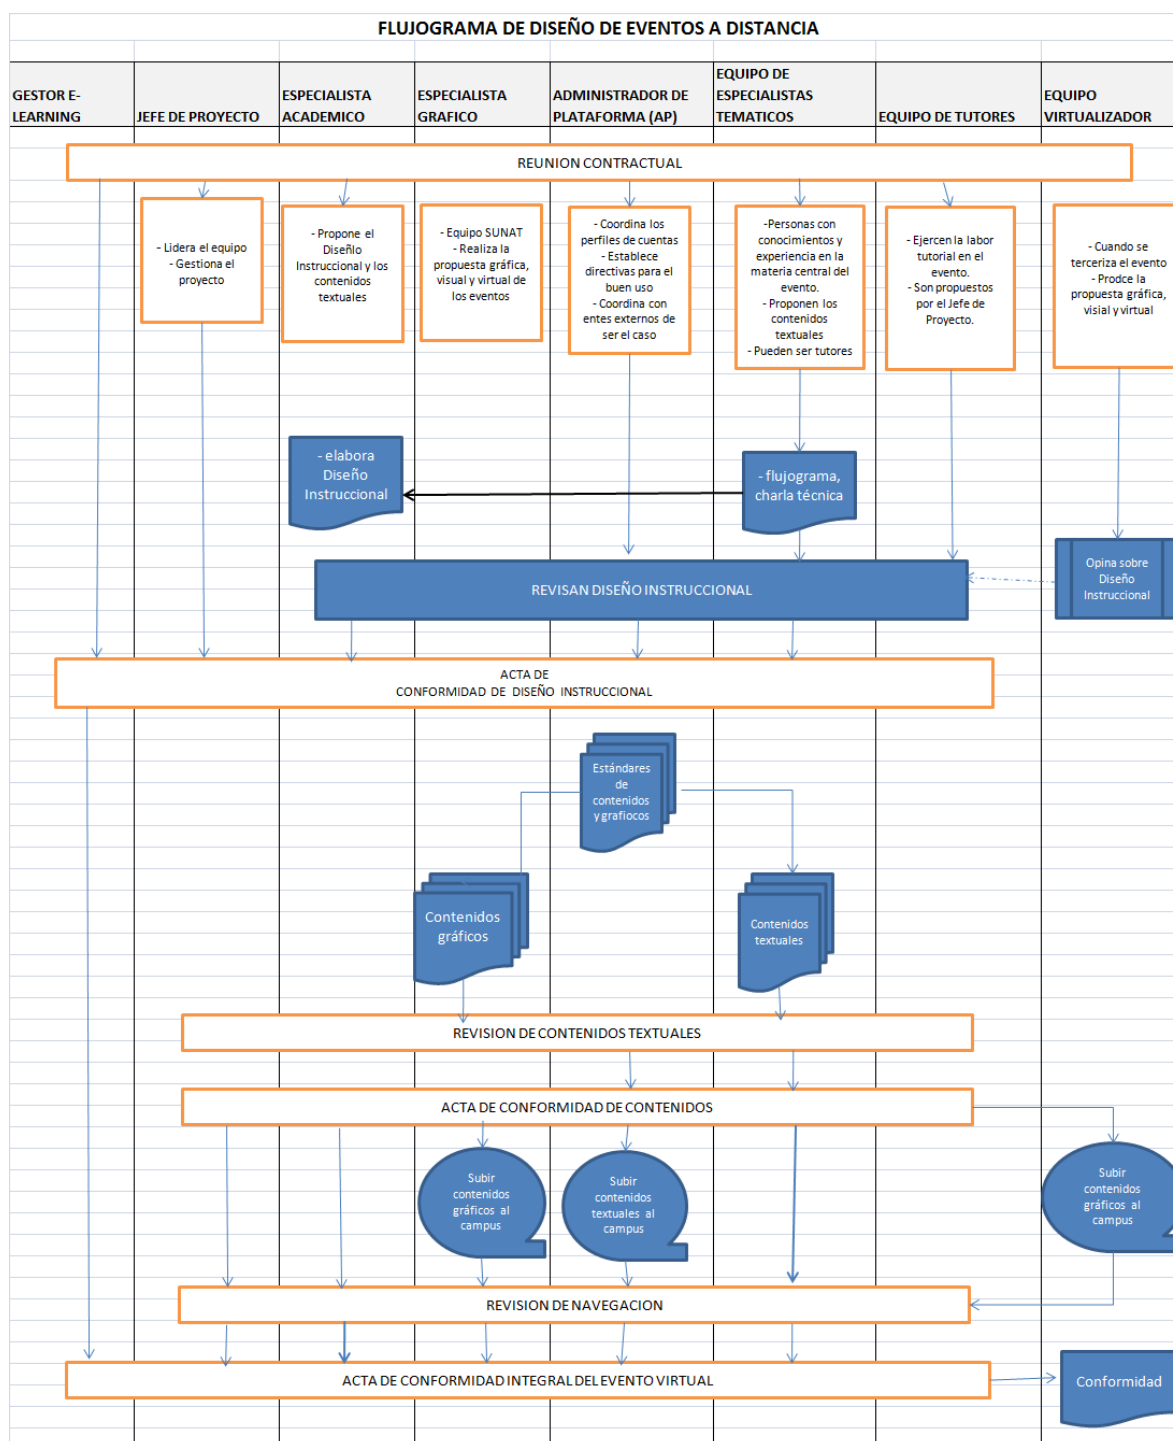 FLUJOGRAMA DE DISEÑO DE EVENTOS A DISTANCIA
GESTOR E-
LEARNING
JEFE DE PROYECTO
ESPECIALISTA
ACADEMICO
ESPECIALISTA
GRAFICO
ADMINISTRADOR DE
PLATAFORMA (AP)
EQUIPO DE
ESPECIALISTAS
TEMATICOS
EQUIPO DE TUTORES
EQUIPO
VIRTUALIZADOR
REUNION CONTRACTUAL
- Lidera el equipo
- Gestiona el
proyecto
- Propone el
Diseñlo
Instruccional y los
contenidos
textuales
- Equipo SUNAT
- Realiza la
propuesta gráfica,
visual y virtual de
los eventos
- Coordina los
perfiles de cuentas
- Establece
directivas para el
buen uso
- Coordina con
entes externos de
ser el caso
-Personas con
conocimientos y
experiencia en la
materia central del
evento.
- Proponen los
contenidos
textuales
- Pueden ser tutores
- Ejercen la labor
tutorial en el
evento.
- Son propuestos
por el Jefe de
Proyecto.
- Cuando se
terceriza el evento
- Prodce la
propuesta gráfica,
visial y virtual
- elabora
Diseño
Instruccional
- flujograma,
charla técnica
REVISAN DISEÑO INSTRUCCIONAL
Opina sobre
Diseño
Instruccional
ACTA DE
CONFORMIDAD DE DISEÑO INSTRUCCIONAL
Estándares
de
contenidos
y grafiocos
Contenidos
gráficos
Contenidos
textuales
REVISION DE CONTENIDOS TEXTUALES
ACTA DE CONFORMIDAD DE CONTENIDOS
Subir
contenidos
gráficos al
campus
Subir
contenidos
textuales al
campus
Subir
contenidos
gráficos al
campus
REVISION DE NAVEGACION
ACTA DE CONFORMIDAD INTEGRAL DEL EVENTO VIRTUAL
Conformidad